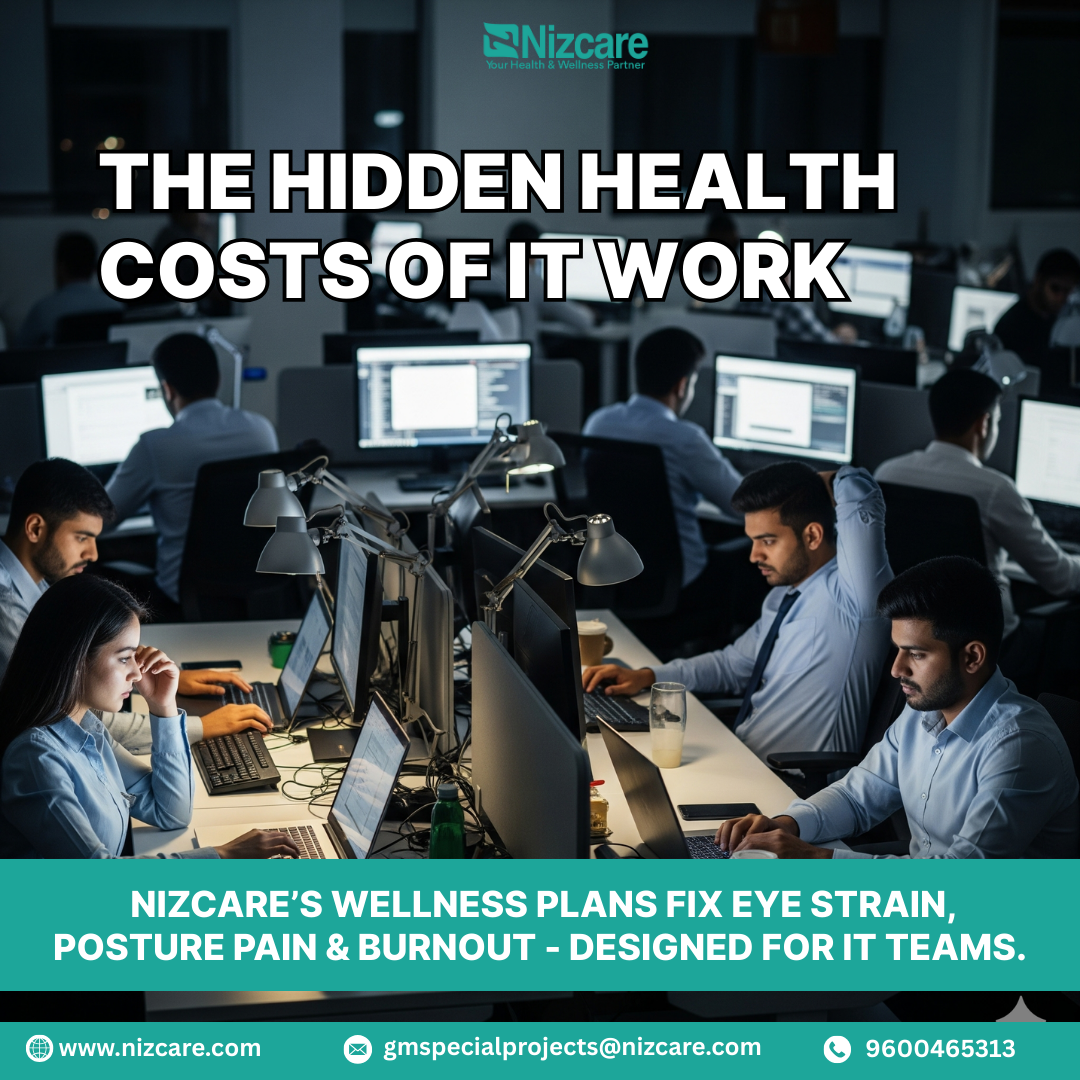 Nizcare
Your Health & Wellness Partner
THE HIDDEN HEALTH
COSTS OF IT WORK
NIZCARE’S WELLNESS PLANS FIX EYE STRAIN,
POSTURE PAIN & BURNOUT - DESIGNED FOR IT TEAMS.
www.nizcare.com
gmspecialprojects@nizcare.com
9600465313